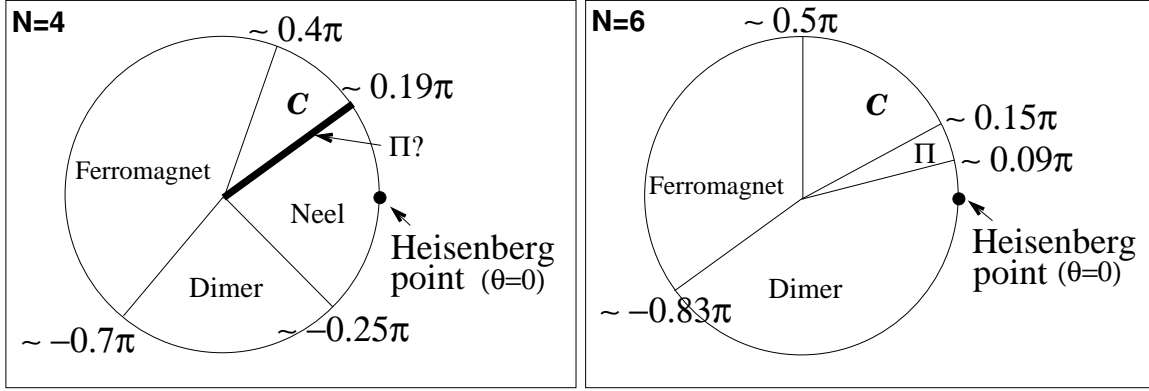 N=4
~ 0.4π
C
~ 0.19π
Π?
Ferromagnet
Neel
Heisenberg
point (θ=0)
Dimer
~ −0.25π
~ −0.7π
N=6
~ 0.5π
C
~ 0.15π
Π
~ 0.09π
Ferromagnet
Heisenberg
point (θ=0)
Dimer
~ −0.83π